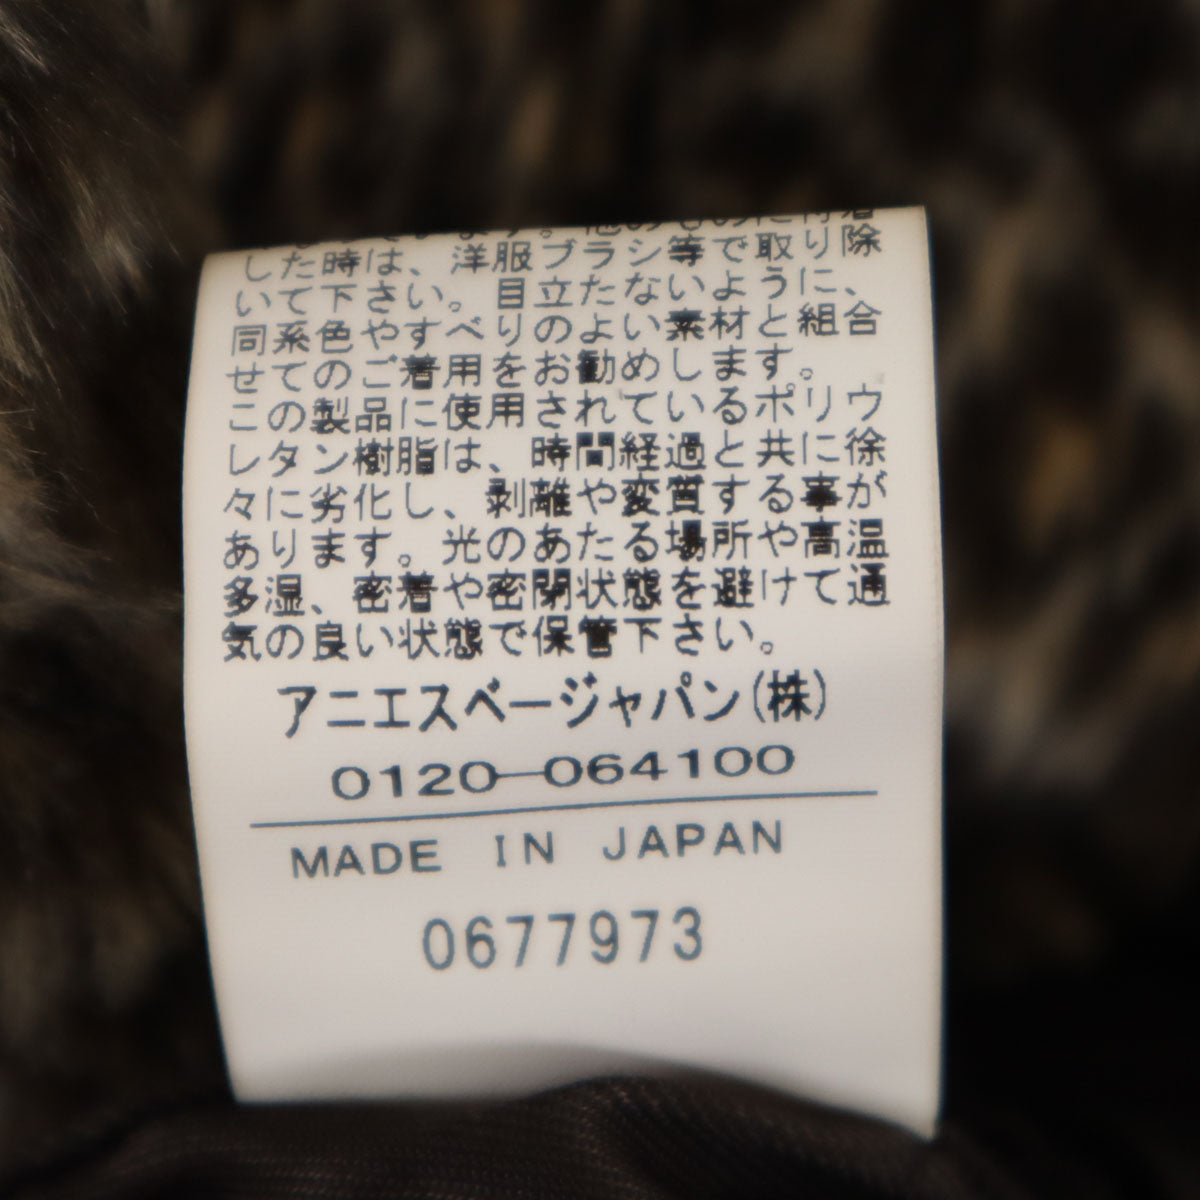 した時は、洋服ブラシ等で取り除
いて下さい。目立たないように、
同系色やすべりのよい素材と組合
せてのご着用をお勧めします。
この製品に使用されているポリウ
レタン樹脂は、時間経過と共に徐
々に劣化し、剥離や変質する事が
あります。光のあたる場所や高温
多湿、密着や密閉状態を避けて通
気の良い状態で保管下さい。
アニエスベージャパン(株)
0120-064100
MADE IN JAPAN
0677973